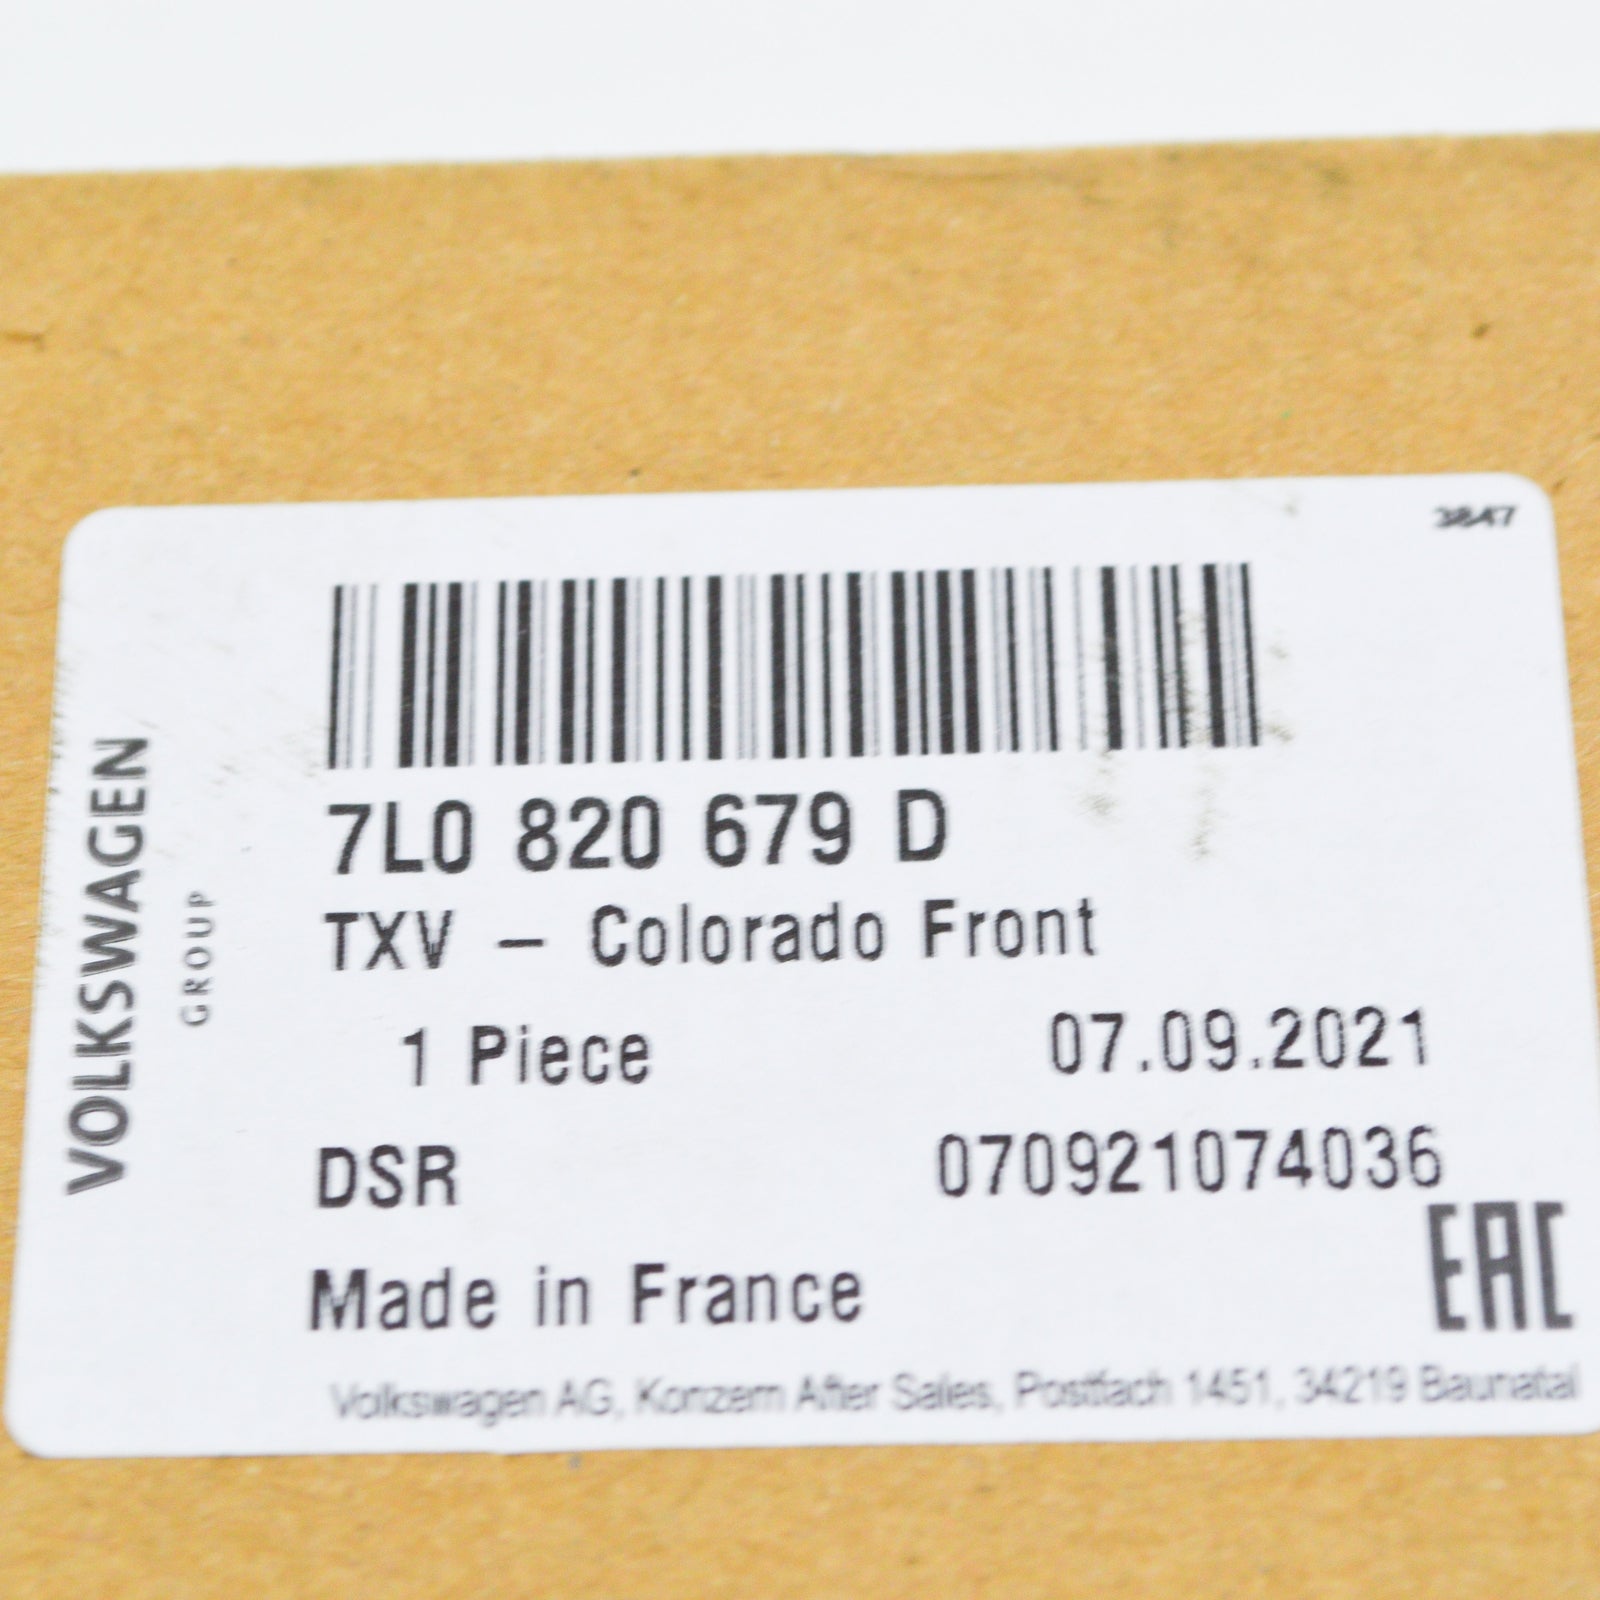 3847
VOLKSWAGEN
GROUP
7L0 820 679 D
TXV - Colorado Front
1 Piece 07.09.2021
DSR 070921074036
Made in France
EAC
Volkswagen AG, Konzern After Sales, Postfach 1451, 34219 Baunatal